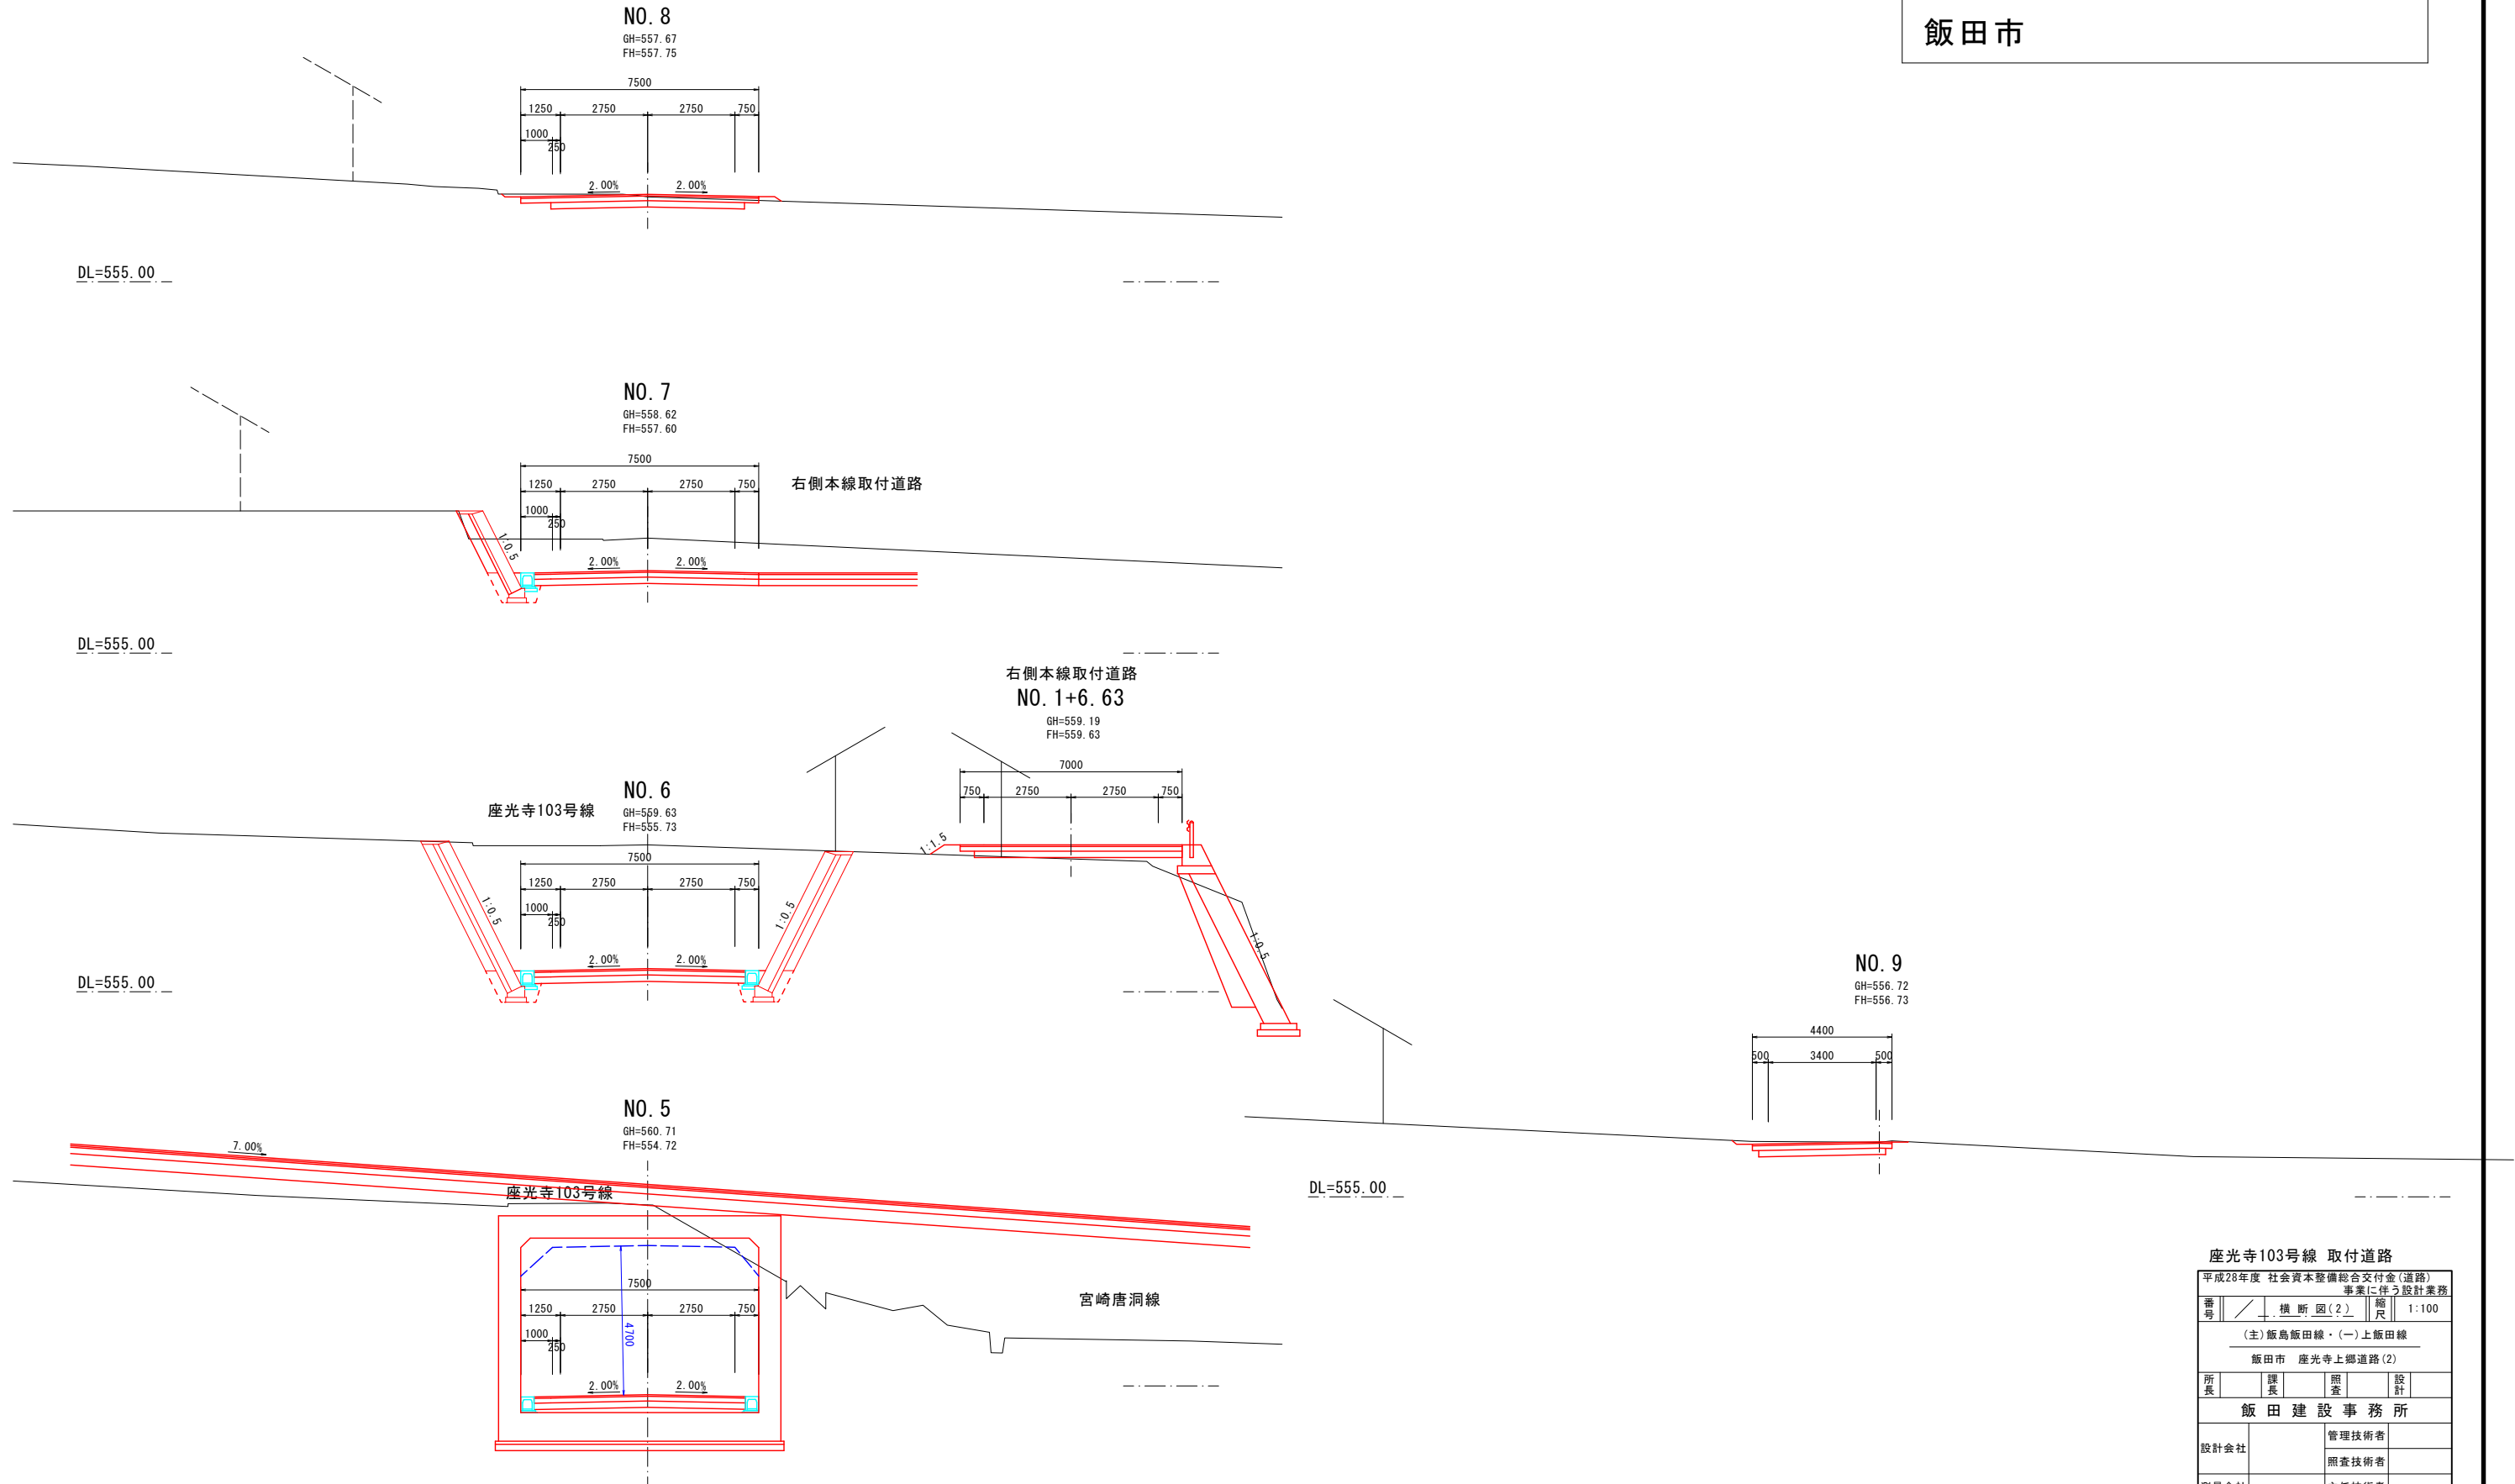 飯田市
NO. 8
GH=557.67
FH=557.75
7500
1250 2750 2750 750
1000
250
2.00% 2.00%
DL=555.00
NO. 7
GH=558.62
FH=557.60
7500
右側本線取付道路
1250 2750 2750 750
1000
250
1:0.5
2.00% 2.00%
DL=555.00
右側本線取付道路
NO. 1+6.63
GH=559.19
FH=559.63
7000
750 2750 2750 750
1:1.5
1:0.5
NO. 6
座光寺103号線
GH=559.63
FH=555.73
7500
1250 2750 2750 750
1000
250
1:0.5
1:0.5
2.00% 2.00%
DL=555.00
NO. 9
GH=556.72
FH=556.73
4400
500 3400 500
DL=555.00
NO. 5
GH=560.71
FH=554.72
7.00%
座光寺103号線
7500
1250 2750 2750 750
1000
250
4700
2.00% 2.00%
宮崎唐洞線
座光寺103号線 取付道路
平成28年度 社会資本整備総合交付金(道路)
事業に伴う設計業務
番号 横断図(2) 縮尺 1:100
(主)飯島飯田線・(一)上飯田線
飯田市 座光寺上郷道路(2)
所長 課長 照査 設計
飯田建設事務所
設計会社 管理技術者
照査技術者